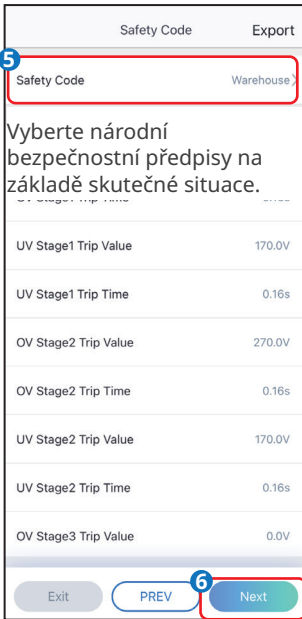 Safety Code Export
5
Safety Code Warehouse
Vyberte národní
bezpečnostní předpisy na
základě skutečné situace.
UV Stage1 Trip Value 170.0V
UV Stage1 Trip Time 0.16s
OV Stage2 Trip Value 270.0V
OV Stage2 Trip Time 0.16s
UV Stage2 Trip Value 170.0V
UV Stage2 Trip Time 0.16s
OV Stage3 Trip Value 0.0V
6
Exit PREV Next